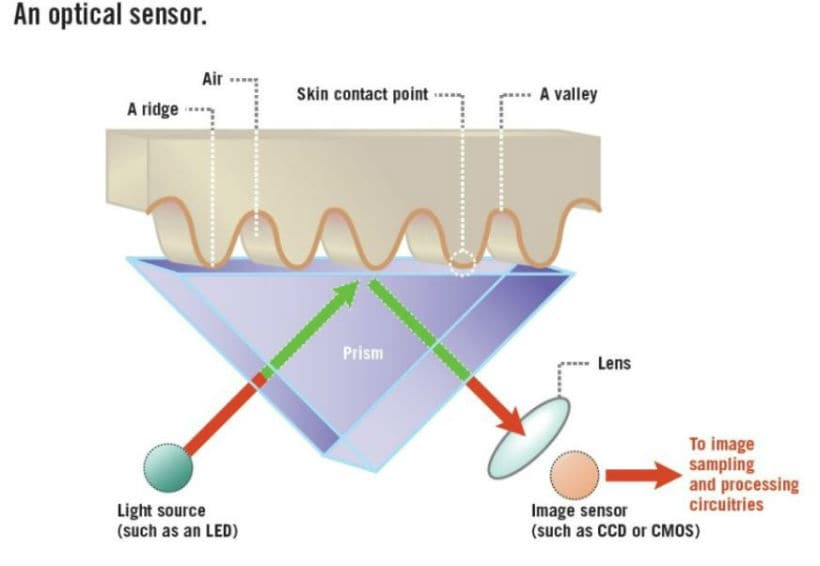 An optical sensor.
Air
A ridge
Skin contact point
A valley
Prism
Lens
Light source
(such as an LED)
Image sensor
(such as CCD or CMOS)
To image
sampling
and processing
circuitries